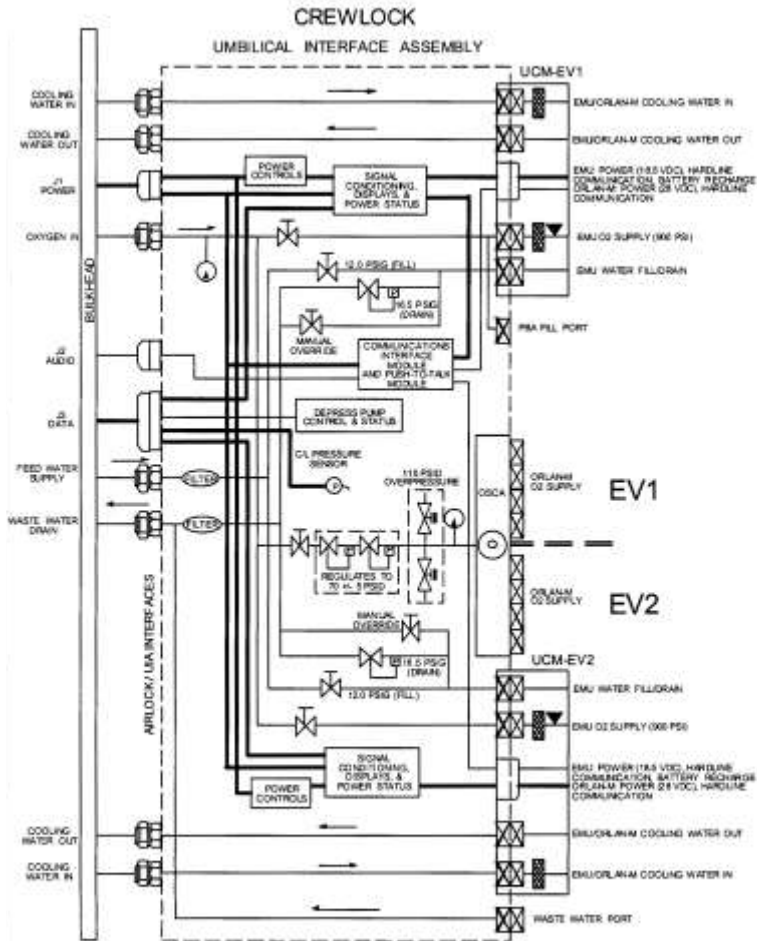 CREWLOCK
UMBILICAL INTERFACE ASSEMBLY
UCM-EV1
COOLING
WATER IN
EMU/ORLAN-M COOLING WATER IN
COOLING
WATER OUT
EMU/ORLAN-M COOLING WATER OUT
POWER
CONTROLS
SIGNAL
CONDITIONING,
DISPLAYS, &
POWER STATUS
J1
POWER
EMU POWER (18.5 VDC), HARDLINE
COMMUNICATION, BATTERY RECHARGE
ORLAN-M: POWER (28 VDC), HARDLINE
COMMUNICATION
OXYGEN IN
EMU O2 SUPPLY (900 PSI)
12.0 PSIG (FILL)
EMU WATER FILL/DRAIN
BULKHEAD
P
16.5 PSIG
(DRAIN)
MANUAL
OVERRIDE
PBA FILL PORT
J2
AUDIO
COMMUNICATIONS
INTERFACE
MODULE
AND PUSH-TO-TALK
MODULE
J3
DATA
DEPRESS PUMP
CONTROL & STATUS
C/L PRESSURE
SENSOR
P
FEED WATER
SUPPLY
FILTER
110 PSID
OVERPRESSURE
OSCA
ORLAN-M
O2 SUPPLY
EV1
WASTE WATER
DRAIN
FILTER
REGULATES TO
70 +/- 5 PSID
ORLAN-M
O2 SUPPLY
EV2
AIRLOCK/ UIA INTERFACES
MANUAL
OVERRIDE
P
16.5 PSIG
(DRAIN)
UCM-EV2
12.0 PSIG (FILL)
EMU WATER FILL/DRAIN
EMU O2 SUPPLY (900 PSI)
SIGNAL
CONDITIONING,
DISPLAYS, &
POWER STATUS
POWER
CONTROLS
EMU: POWER (18.5 VDC), HARDLINE
COMMUNICATION, BATTERY RECHARGE
ORLAN-M: POWER (28 VDC), HARDLINE
COMMUNICATION
COOLING
WATER OUT
EMU/ORLAN-M COOLING WATER OUT
COOLING
WATER IN
EMU/ORLAN-M COOLING WATER IN
WASTE WATER PORT